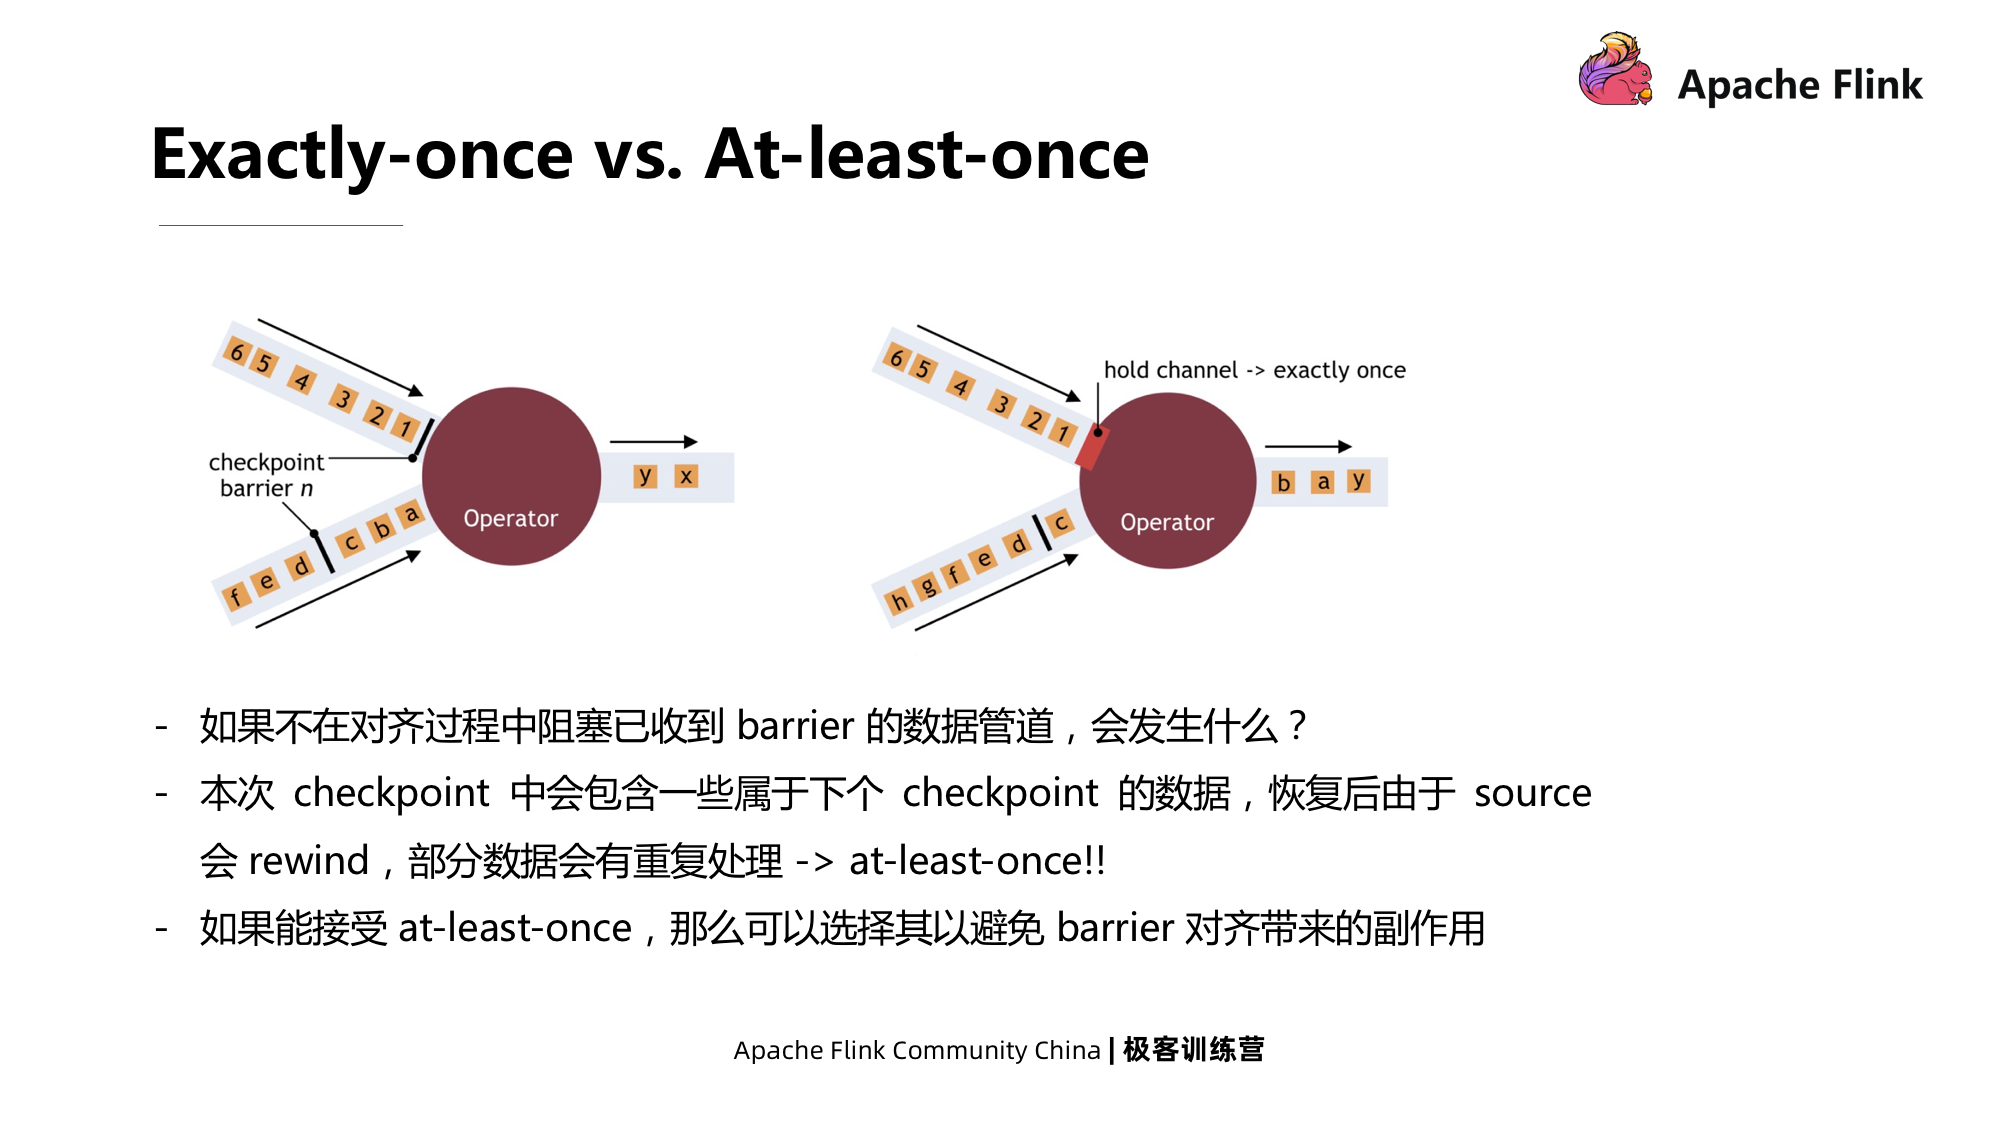 Apache Flink
Exactly-once vs. At-least-once
6 5 4 3 2 1
checkpoint
barrier n
f e d c b a
Operator
y x
6 5 4 3 2 1
hold channel -> exactly once
h g f e d c
Operator
b a y
- 如果不在对齐过程中阻塞已收到 barrier 的数据管道，会发生什么？
- 本次 checkpoint 中会包含一些属于下个 checkpoint 的数据，恢复后由于 source
会 rewind，部分数据会有重复处理 -> at-least-once!!
- 如果能接受 at-least-once，那么可以选择其以避免 barrier 对齐带来的副作用
Apache Flink Community China | 极客训练营